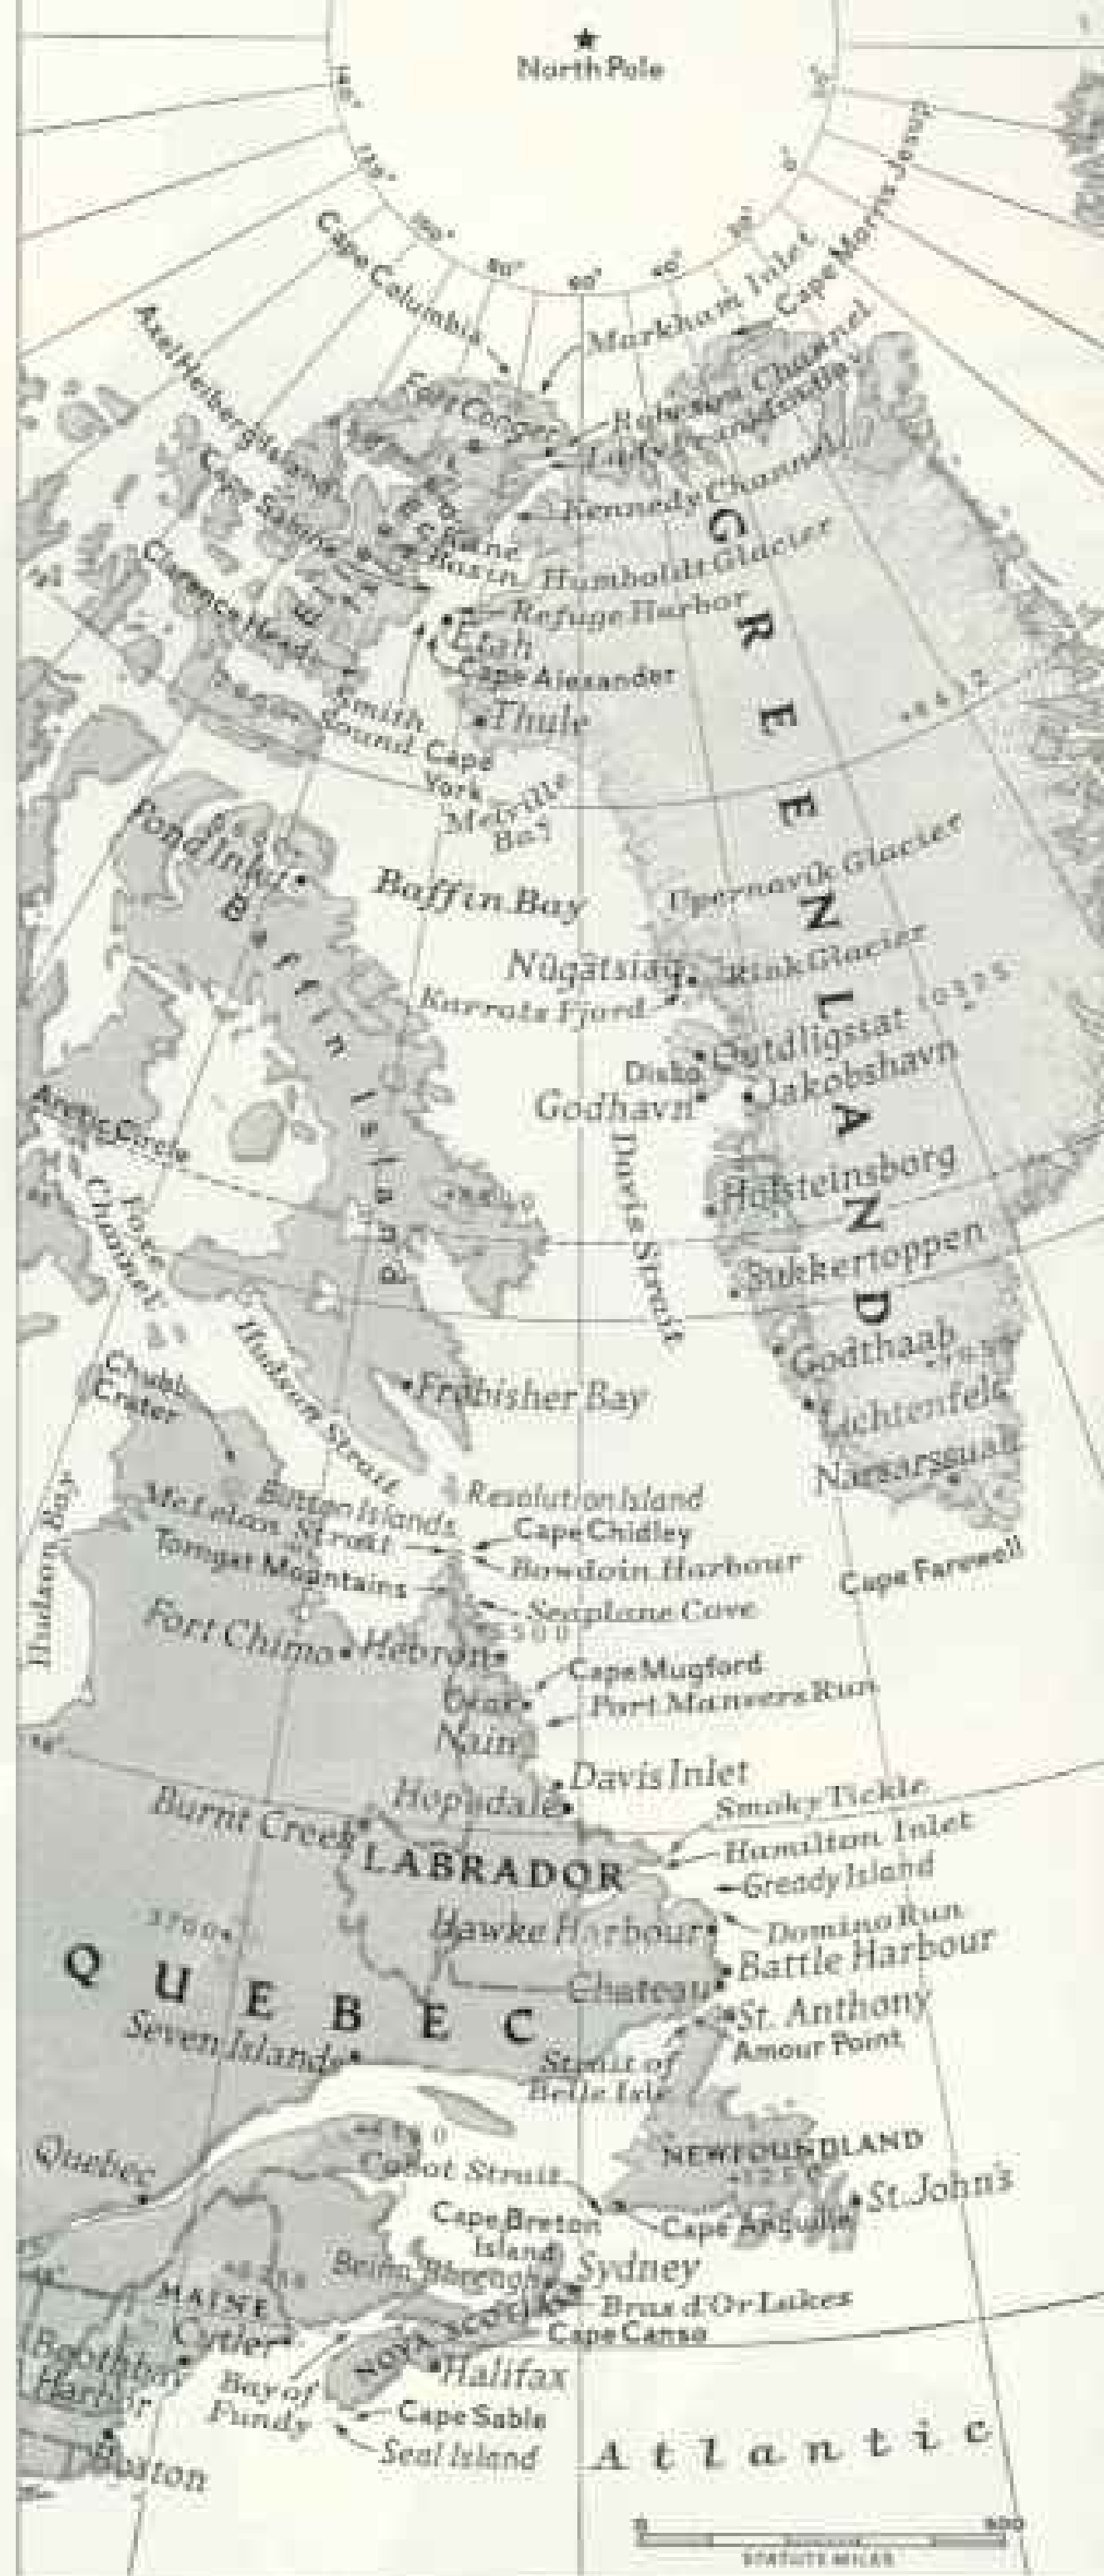 North Pole
Cape Columbia
Markham Inlet
Cape Morris Jesup
Axel Heiberg Island
Fort Conger
Robeson Channel
Lady Franklin Bay
Cape Sabine
Kennedy Channel
Kane
Basin
Humboldt Glacier
Clarence Head
Refuge Harbor
Etah
Cape Alexander
Smith
Sound
Thule
Cape
York
Melville
Bay
GREENLAND
Pond Inlet
Baffin Bay
Upernavik Glacier
Baffin Island
Nûgâtsiaq
Rink Glacier
Karrats Fjord
Qutdligssat
Disko
Jakobshavn
Godhavn
Arctic Circle
Davis Strait
Foxe
Channel
Holsteinsborg
Sukkertoppen
Hudson Strait
Godthaab
Chubb
Crater
Frobisher Bay
Lichtenfels
Narsarssuak
Hudson Bay
Button Islands
Resolution Island
McLelan Strait
Cape Chidley
Torngat Mountains
Bowdoin Harbour
Cape Farewell
Seaplane Cove
Fort Chimo
Hebron
5500
Cape Mugford
Port Manvers Run
Nain
Davis Inlet
Hopedale
Smoky Tickle
Burnt Creek
LABRADOR
Hamilton Inlet
Gready Island
Hawke Harbour
Domino Run
3700
Battle Harbour
Chateau
QUEBEC
St. Anthony
Seven Islands
Amour Point
Strait of
Belle Isle
NEWFOUNDLAND
Quebec
Cabot Strait
St. John's
Cape Breton
Island
Cape Anguille
Sydney
Beinn Bhreagh
Bras d'Or Lakes
MAINE
NOVA SCOTIA
Cape Canso
Cutler
Boothbay
Harbor
Halifax
Bay of
Fundy
Cape Sable
Seal Island
Boston
Atlantic
0 600
STATUTE MILES